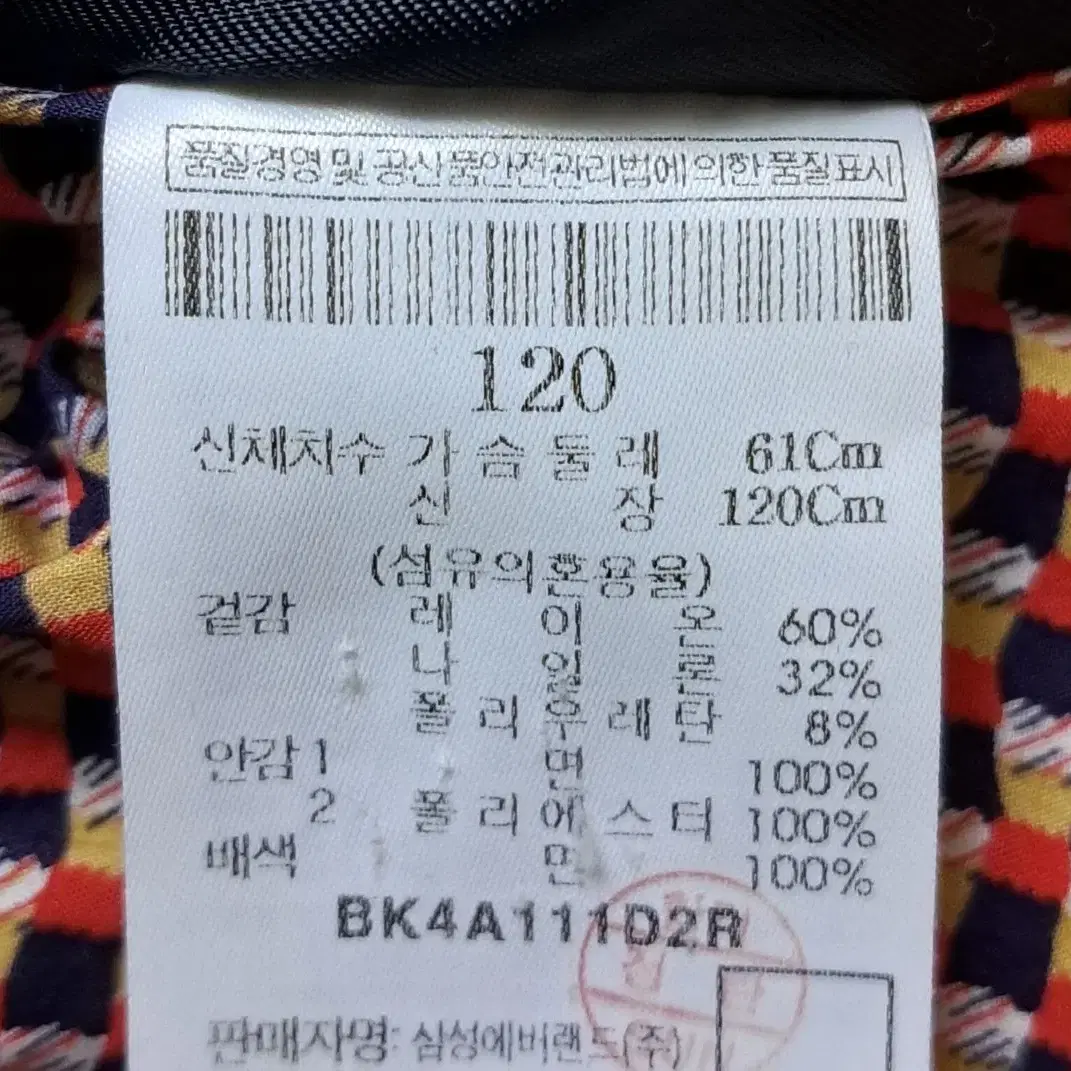 품질경영 및 공산품안전관리법에 의한 품질표시
120
신체치수 가슴둘레 61Cm
신장 120Cm
(섬유의혼용율)
겉감 레이온 60%
나일론 32%
폴리우레탄 8%
안감 1 면 100%
2 폴리에스터 100%
배색 면 100%
BK4A111D2R
판매자명: 삼성에버랜드(주)